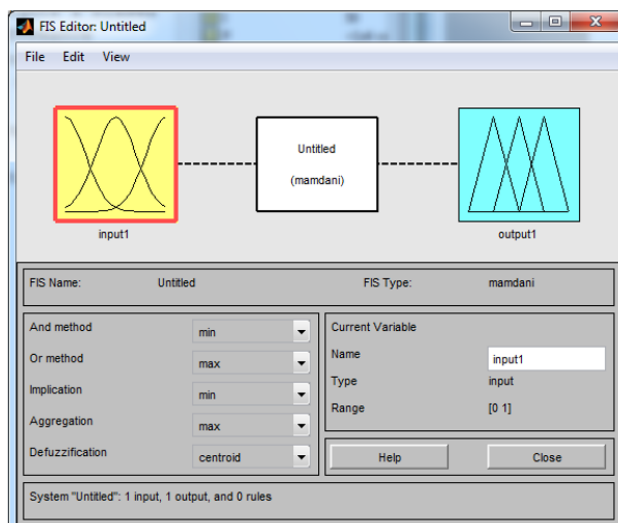 FIS Editor: Untitled
File Edit View
Untitled
(mamdani)
input1
output1
FIS Name: Untitled FIS Type: mamdani
And method min
Or method max
Implication min
Aggregation max
Defuzzification centroid
Current Variable
Name input1
Type input
Range [0 1]
Help Close
System "Untitled": 1 input, 1 output, and 0 rules